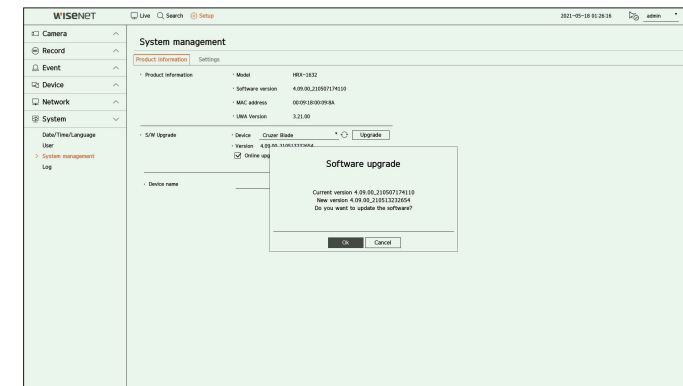 WISENET
Live Search Setup
2021-05-18 01:26:16 admin
Camera
Record
Event
Device
Network
System
Date/Time/Language
User
System management
Log
System management
Product information Settings
Product information
Model HRX-1632
Software version 4.09.00_210507174110
MAC address 00:09:18:00:09:8A
UWA Version 3.21.00
S/W Upgrade
Device Cruzer Blade Upgrade
Version 4.09.00_210513232654
Online upg
Device name
Software upgrade
Current version 4.09.00_210507174110
New version 4.09.00_210513232654
Do you want to update the software?
Ok Cancel